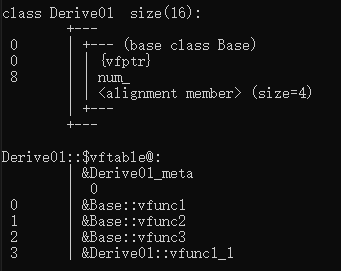 class Derive01  size(16):
        +---
 0      | +--- (base class Base)
 0      | | {vfptr}
 8      | | num_
        | | <alignment member> (size=4)
        | +---
        +---
Derive01::$vftable@:
        | &Derive01_meta
        |  0
 0      | &Base::vfunc1
 1      | &Base::vfunc2
 2      | &Base::vfunc3
 3      | &Derive01::vfunc1_1